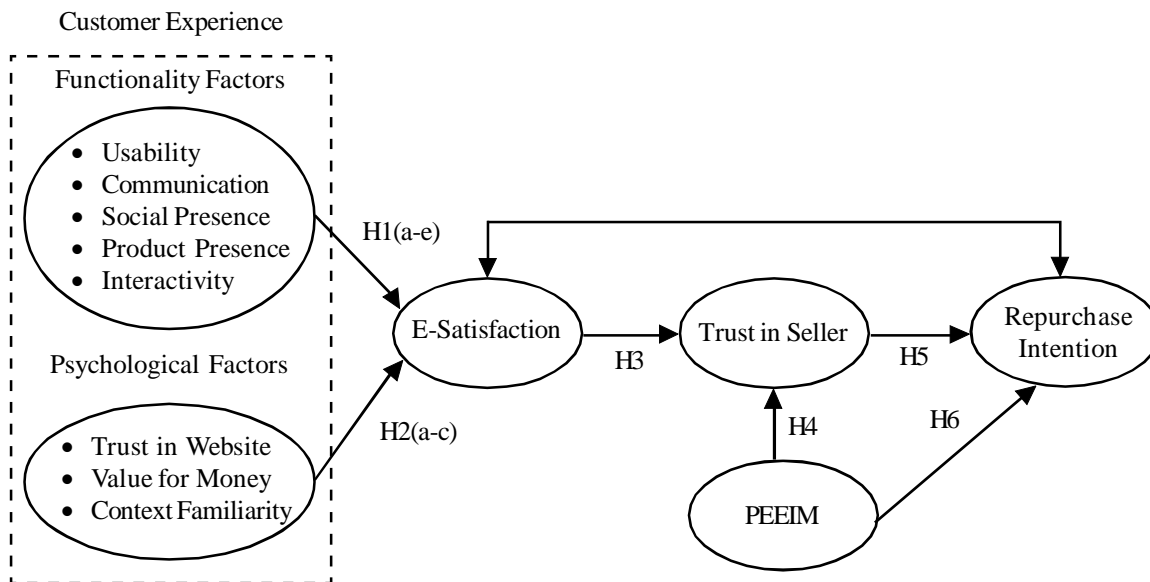 Customer Experience
Functionality Factors
• Usability
• Communication
• Social Presence
• Product Presence
• Interactivity
H1(a-e)
E-Satisfaction
H3
Trust in Seller
H5
Repurchase
Intention
Psychological Factors
• Trust in Website
• Value for Money
• Context Familiarity
H2(a-c)
H4
H6
PEEIM